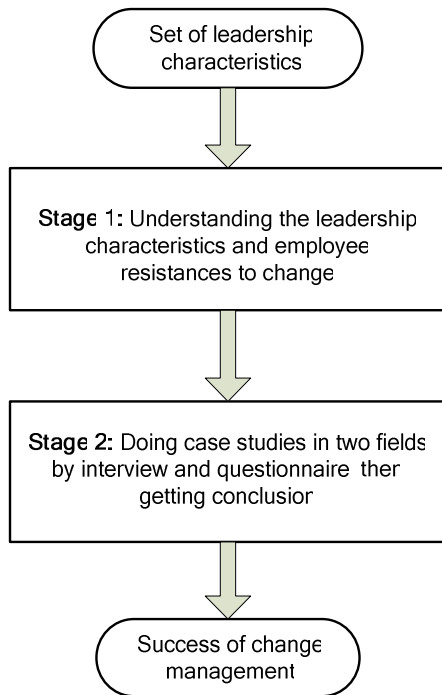 Set of leadership
characteristics
Stage 1: Understanding the leadership
characteristics and employee
resistances to change
Stage 2: Doing case studies in two fields
by interview and questionnaire then
getting conclusion
Success of change
management